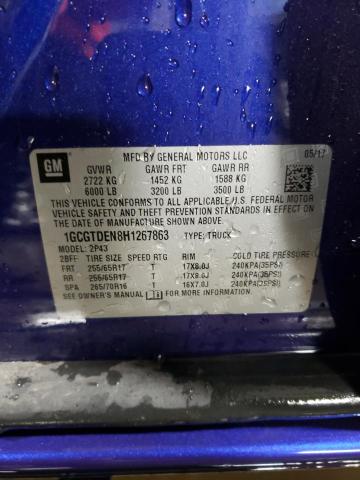 GM
MFD BY GENERAL MOTORS LLC 05/17
GVWR GAWR FRT GAWR RR
2722 KG 1452 KG 1588 KG
6000 LB 3200 LB 3500 LB
THIS VEHICLE CONFORMS TO ALL APPLICABLE U.S. FEDERAL MOTOR
VEHICLE SAFETY AND THEFT PREVENTION STANDARDS IN EFFECT ON
THE DATE OF MANUFACTURE SHOWN ABOVE.
1GCGTDEN8H1267863 TYPE: TRUCK
MODEL: 2P43
2BFF TIRE SIZE SPEED RTG RIM COLD TIRE PRESSURE
FRT 255/65R17 T 17X8.0J 240KPA(35PSI)
RR 255/65R17 T 17X8.0J 240KPA(35PSI)
SPA 265/70R16 T 16X7.0J 240KPA(35PSI)
SEE OWNER'S MANUAL FOR MORE INFORMATION.